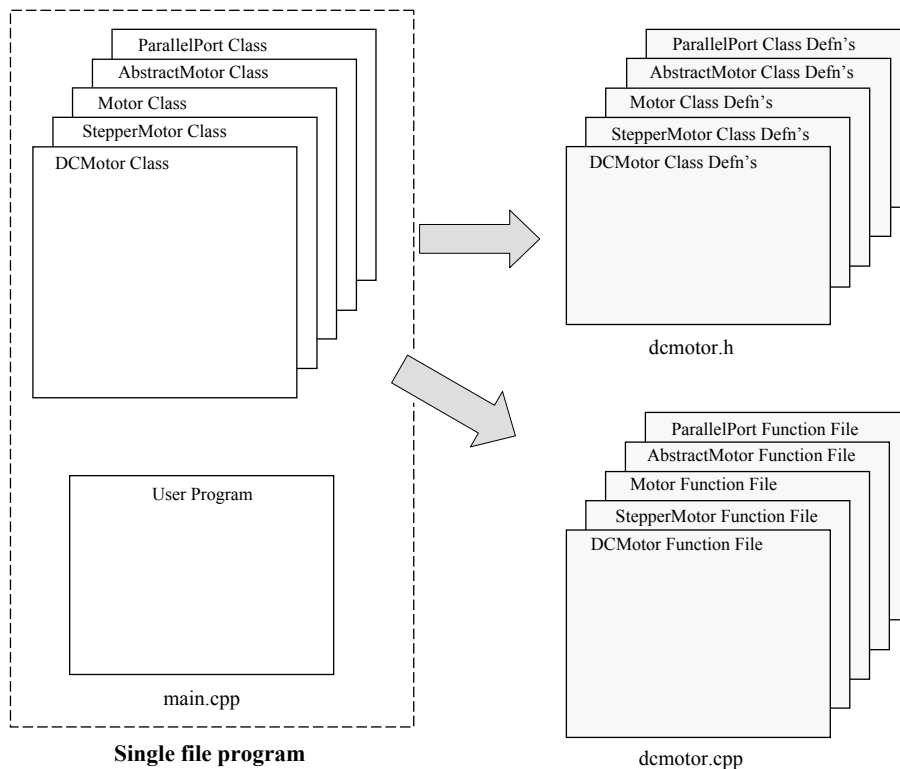 ParallelPort Class
AbstractMotor Class
Motor Class
StepperMotor Class
DCMotor Class
User Program
main.cpp
Single file program
ParallelPort Class Defn's
AbstractMotor Class Defn's
Motor Class Defn's
StepperMotor Class Defn's
DCMotor Class Defn's
dcmotor.h
ParallelPort Function File
AbstractMotor Function File
Motor Function File
StepperMotor Function File
DCMotor Function File
dcmotor.cpp